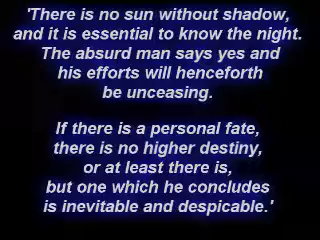 'There is no sun without shadow,
and it is essential to know the night.
The absurd man says yes and
his efforts will henceforth
be unceasing.
If there is a personal fate,
there is no higher destiny,
or at least there is,
but one which he concludes
is inevitable and despicable.'